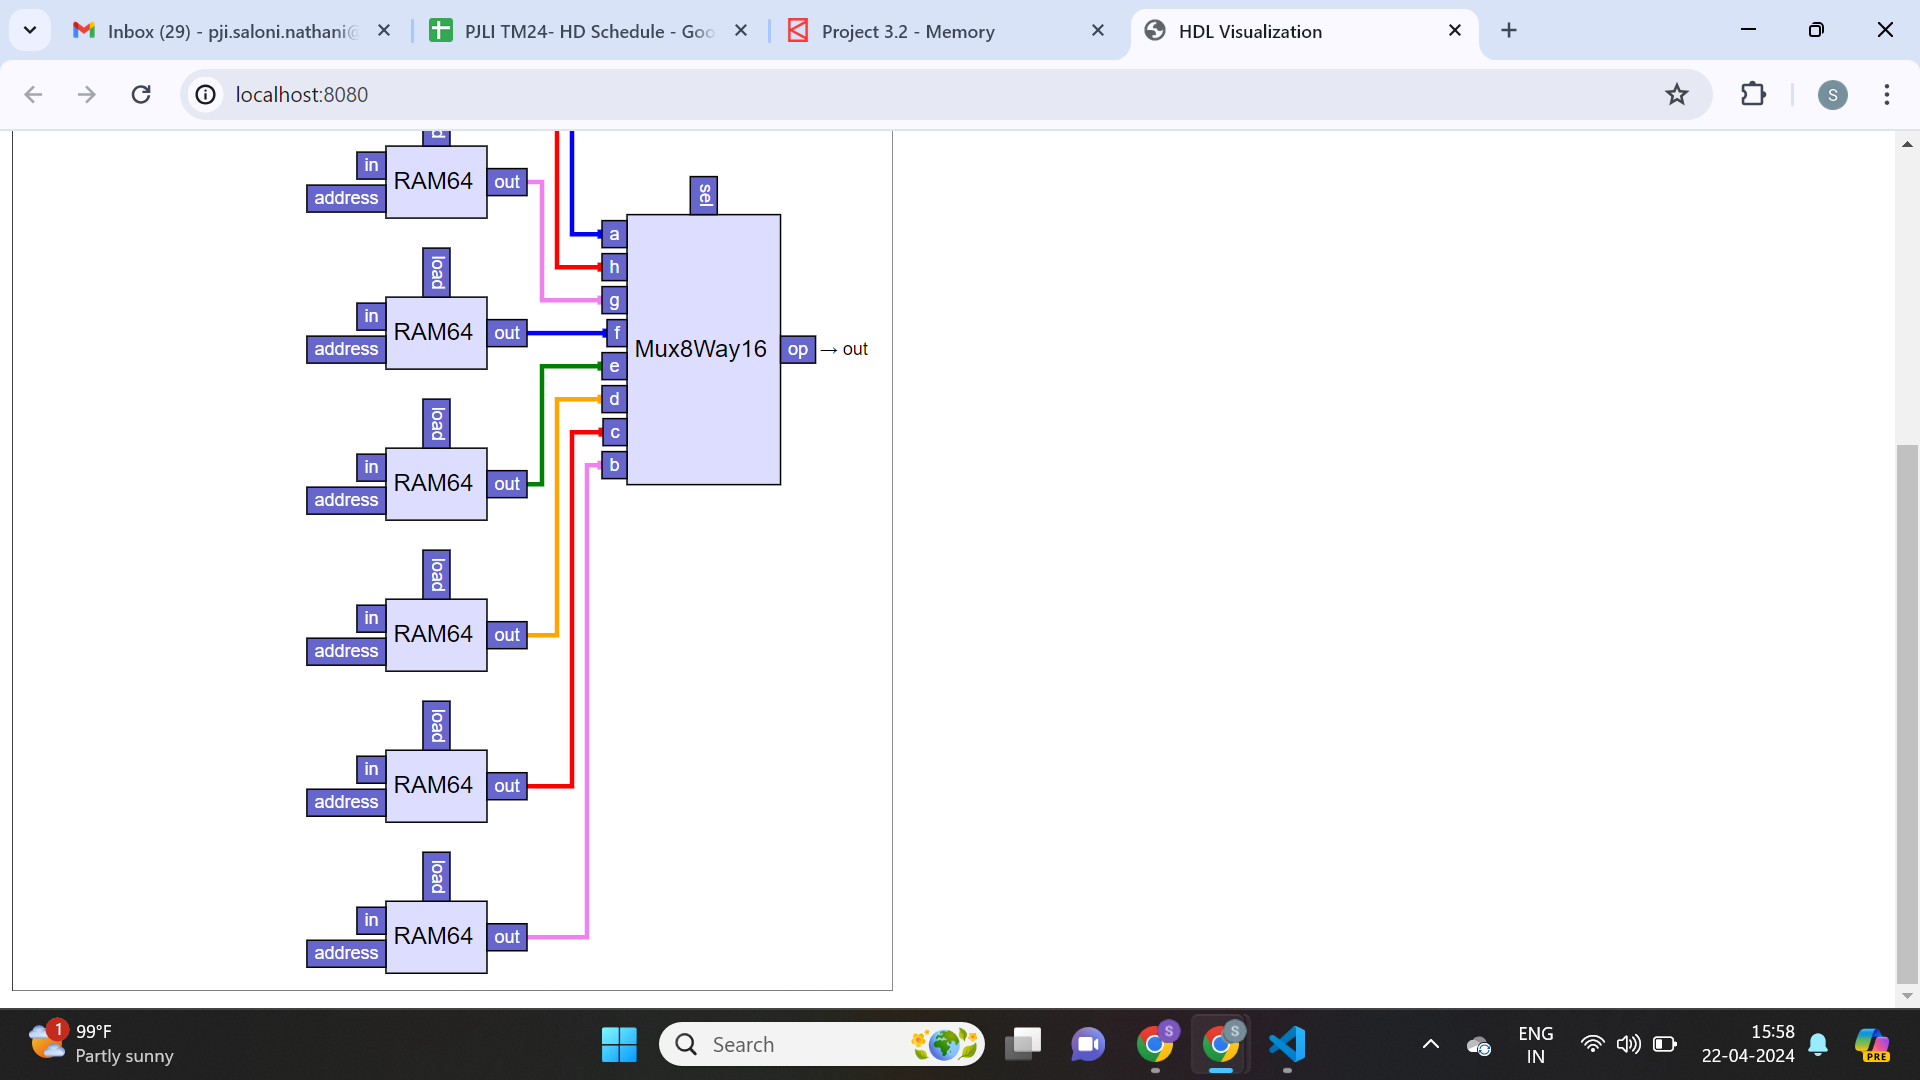 Inbox (29) - pji.saloni.nathani@
PJLI TM24- HD Schedule - Goo
Project 3.2 - Memory
HDL Visualization
localhost:8080
S
in
RAM64
out
address
sel
a
load
h
g
in
f
RAM64
out
Mux8Way16
op → out
address
e
d
load
c
b
in
RAM64
out
address
load
in
RAM64
out
address
load
in
RAM64
out
address
load
in
RAM64
out
address
1
99°F
Partly sunny
Search
S
S
ENG
IN
15:58
22-04-2024
PRE